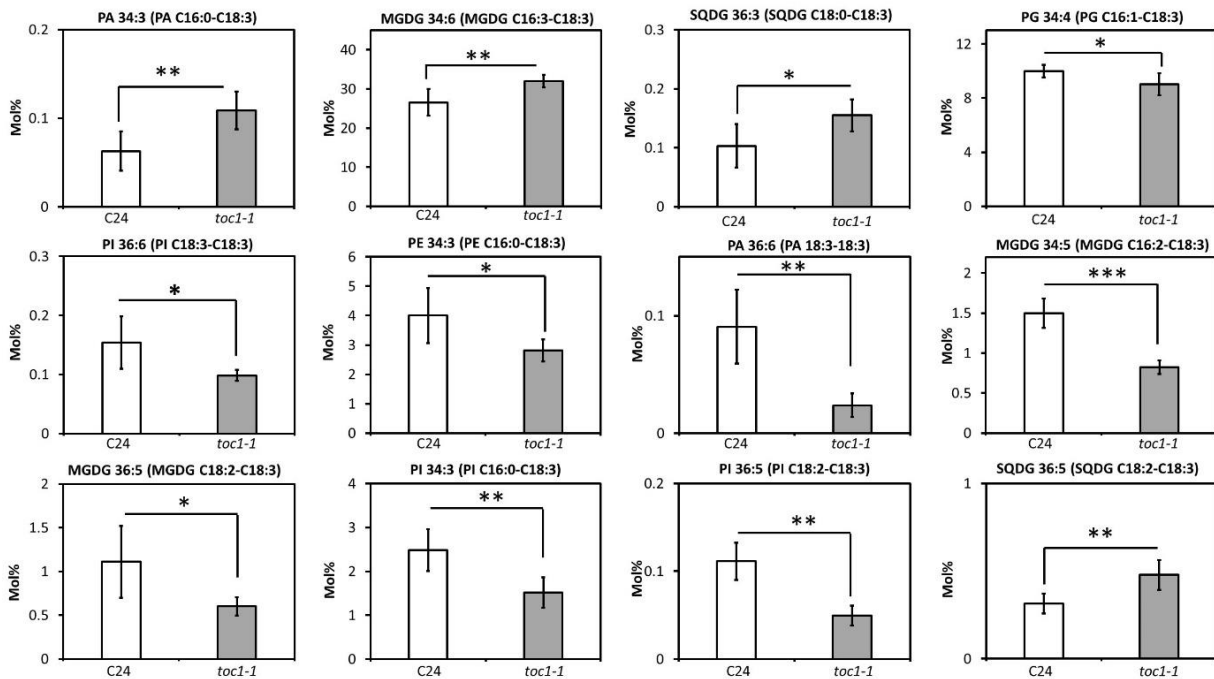 PA 34:3 (PA C16:0-C18:3)
Mol%
0.2
0.1
0
**
C24
toc1-1
MGDG 34:6 (MGDG C16:3-C18:3)
Mol%
40
30
20
10
0
**
C24
toc1-1
SQDG 36:3 (SQDG C18:0-C18:3)
Mol%
0.3
0.2
0.1
0
*
C24
toc1-1
PG 34:4 (PG C16:1-C18:3)
Mol%
12
8
4
0
*
C24
toc1-1
PI 36:6 (PI C18:3-C18:3)
Mol%
0.3
0.2
0.1
0
*
C24
toc1-1
PE 34:3 (PE C16:0-C18:3)
Mol%
6
5
4
3
2
1
0
*
C24
toc1-1
PA 36:6 (PA 18:3-18:3)
Mol%
0.1
0
**
C24
toc1-1
MGDG 34:5 (MGDG C16:2-C18:3)
Mol%
2
1.5
1
0.5
0
***
C24
toc1-1
MGDG 36:5 (MGDG C18:2-C18:3)
Mol%
2
1.5
1
0.5
0
*
C24
toc1-1
PI 34:3 (PI C16:0-C18:3)
Mol%
4
3
2
1
0
**
C24
toc1-1
PI 36:5 (PI C18:2-C18:3)
Mol%
0.2
0.1
0
**
C24
toc1-1
SQDG 36:5 (SQDG C18:2-C18:3)
Mol%
1
0
**
C24
toc1-1